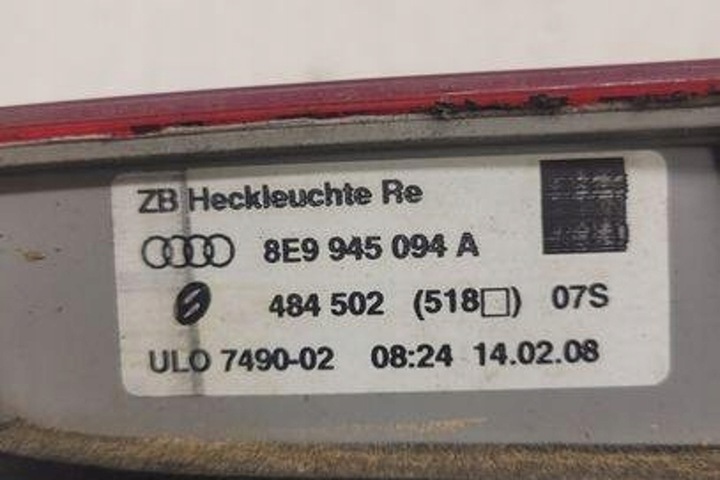 ZB Heckleuchte Re
8E9 945 094 A
484 502 (518□) 07S
ULO 7490-02 08:24 14.02.08